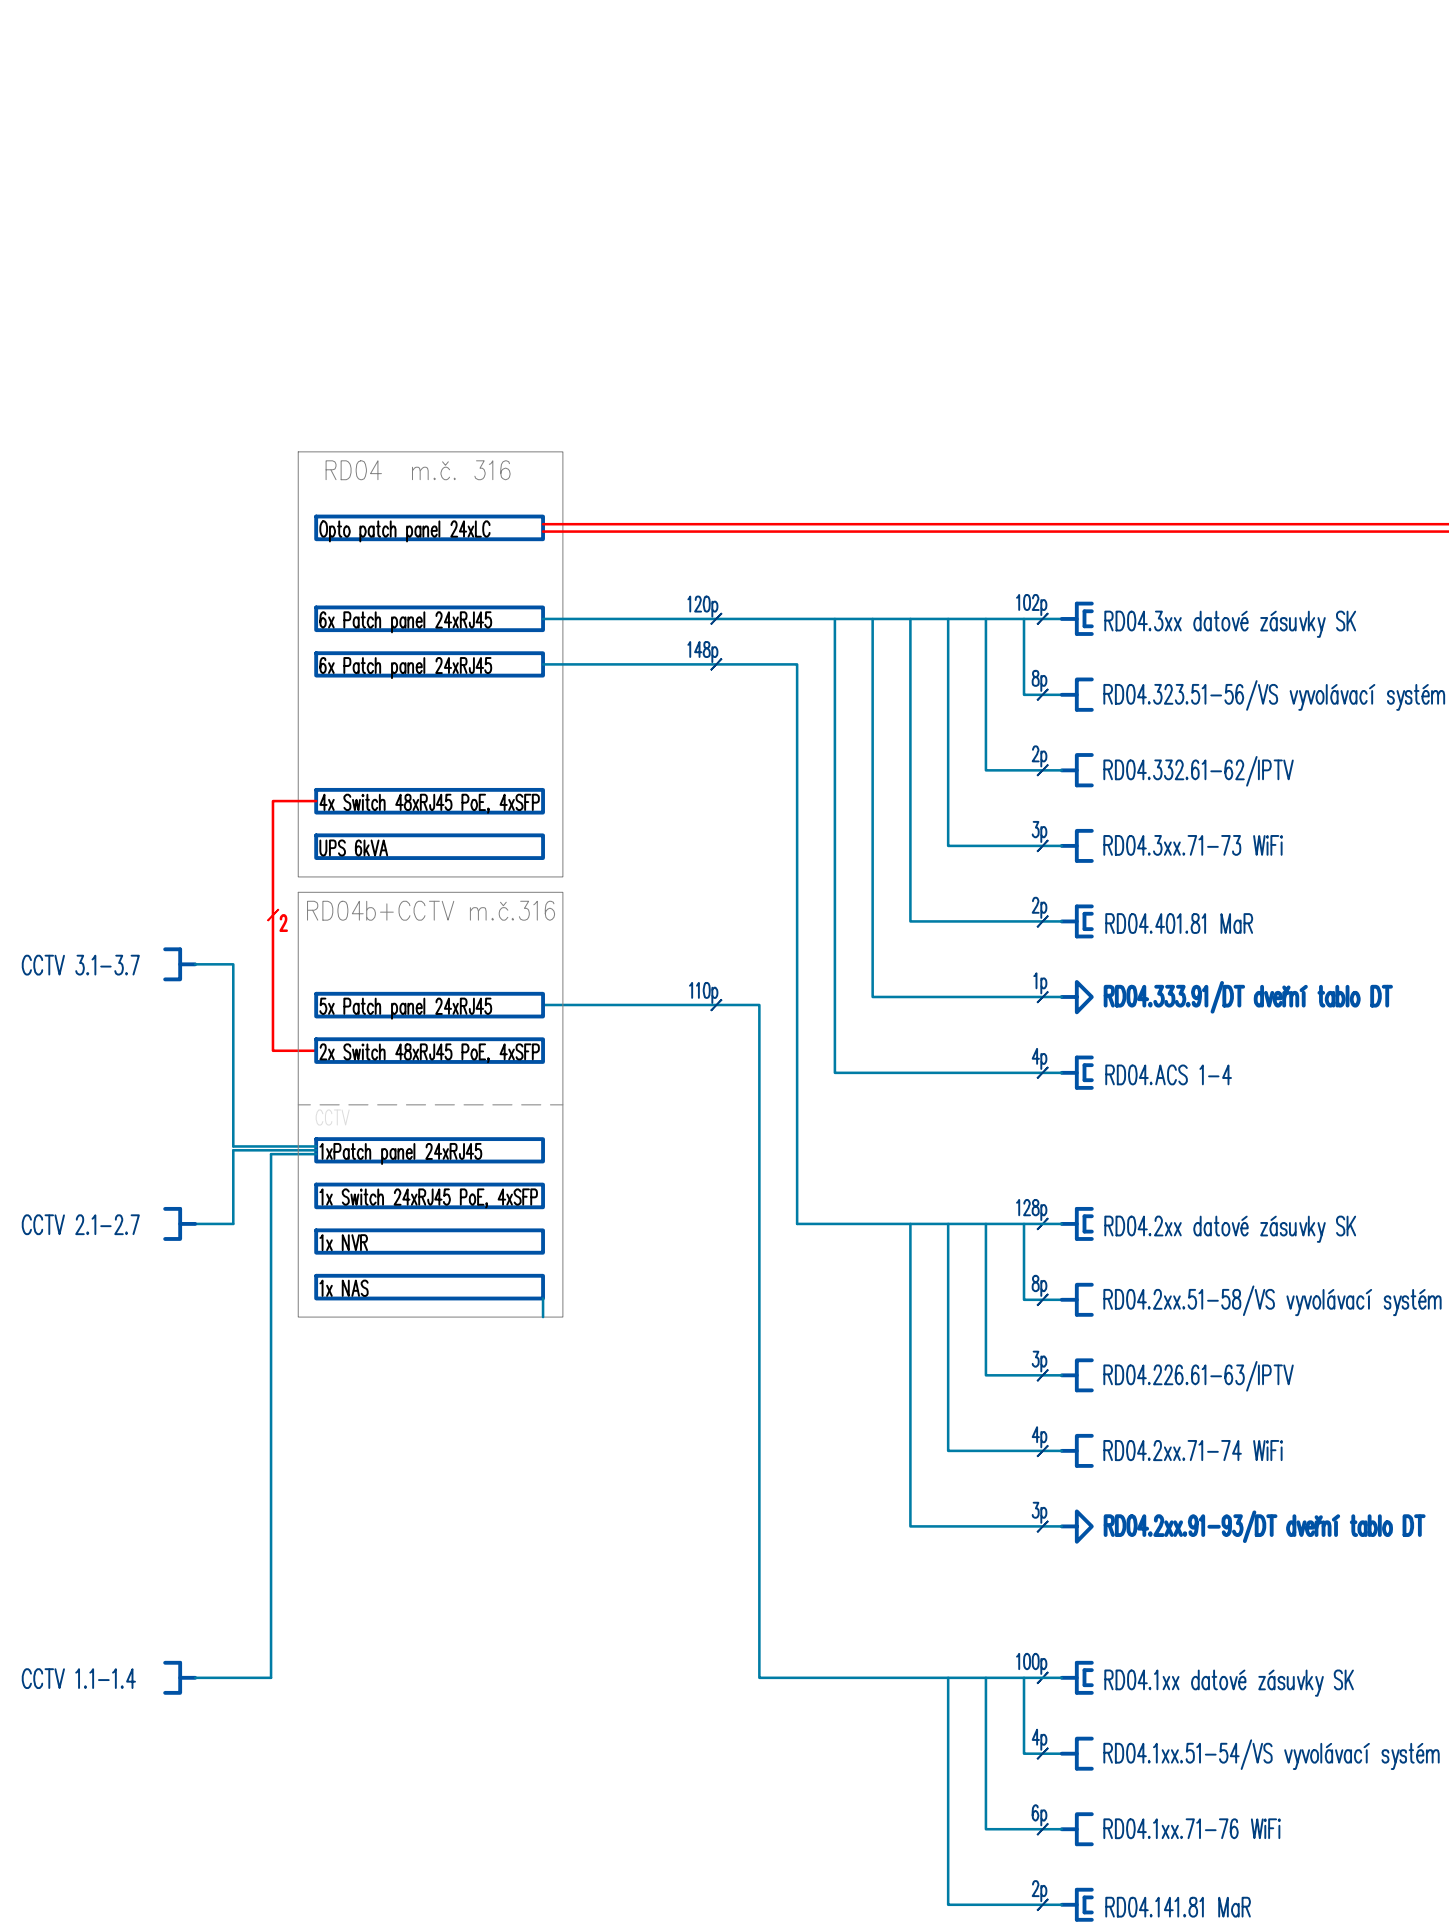 RD04 m.č. 316
Opto patch panel 24xLC
6x Patch panel 24xRJ45
120p
102p
RD04.3xx datové zásuvky SK
6x Patch panel 24xRJ45
148p
8p
RD04.323.51-56/VS vyvolávací systém
2p
RD04.332.61-62/IPTV
4x Switch 48xRJ45 PoE, 4xSFP
UPS 6kVA
3p
RD04.3xx.71-73 WiFi
RD04b+CCTV m.č.316
2
2p
RD04.401.81 MaR
CCTV 3.1-3.7
5x Patch panel 24xRJ45
110p
1p
RD04.333.91/DT dveřní tablo DT
2x Switch 48xRJ45 PoE, 4xSFP
4p
RD04.ACS 1-4
CCTV
1xPatch panel 24xRJ45
1x Switch 24xRJ45 PoE, 4xSFP
CCTV 2.1-2.7
1x NVR
1x NAS
128p
RD04.2xx datové zásuvky SK
8p
RD04.2xx.51-58/VS vyvolávací systém
3p
RD04.226.61-63/IPTV
4p
RD04.2xx.71-74 WiFi
3p
RD04.2xx.91-93/DT dveřní tablo DT
CCTV 1.1-1.4
100p
RD04.1xx datové zásuvky SK
4p
RD04.1xx.51-54/VS vyvolávací systém
6p
RD04.1xx.71-76 WiFi
2p
RD04.141.81 MaR